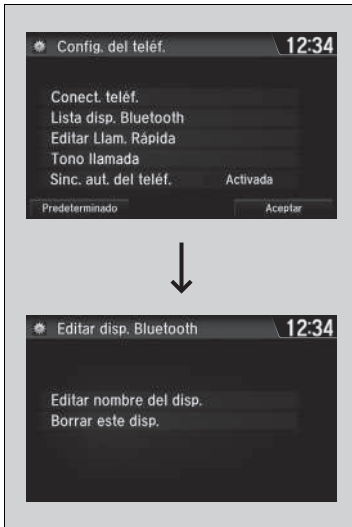 Config. del teléf.
12:34
Conect. teléf.
Lista disp. Bluetooth
Editar Llam. Rápida
Tono llamada
Sinc. aut. del teléf. Activada
Predeterminado Aceptar
Editar disp. Bluetooth
12:34
Editar nombre del disp.
Borrar este disp.